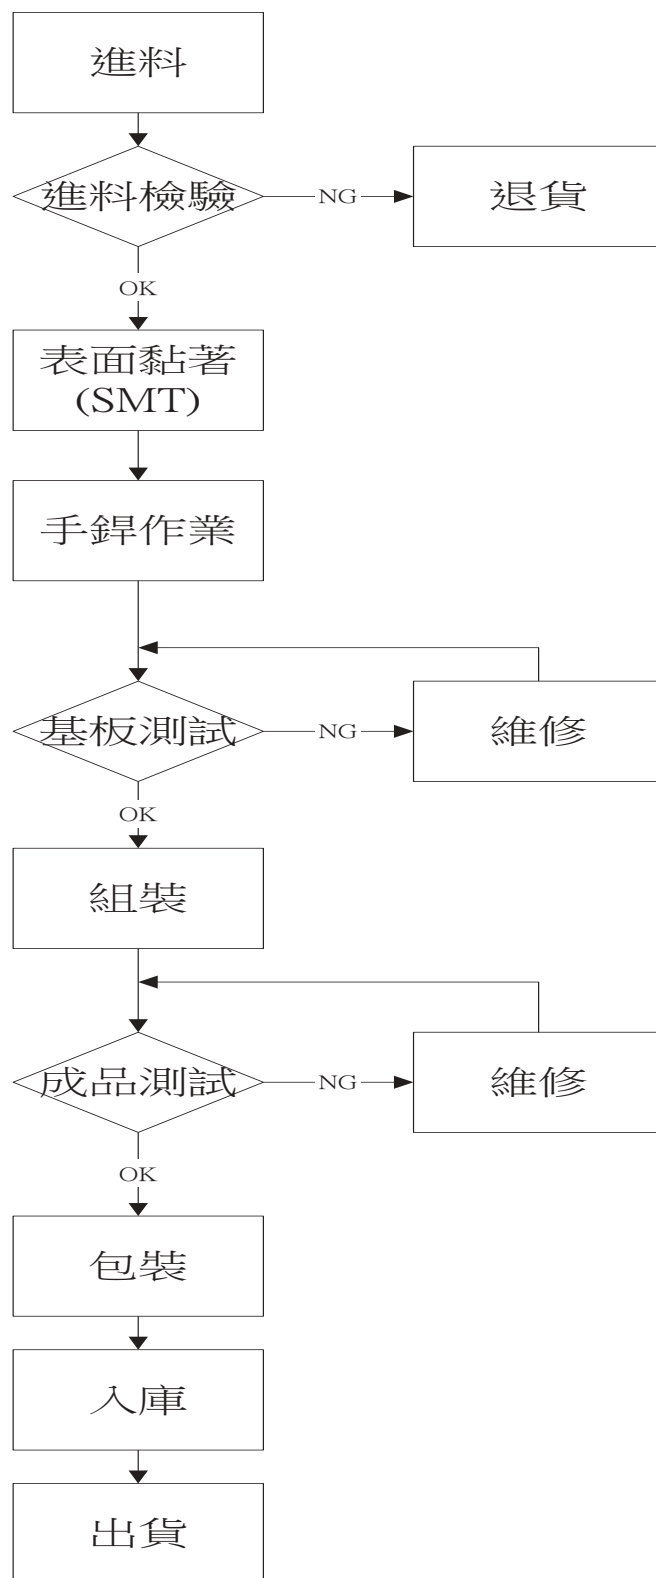 進料
進料檢驗
NG
退貨
OK
表面黏著
(SMT)
手銲作業
基板測試
NG
維修
OK
組裝
成品測試
NG
維修
OK
包裝
入庫
出貨